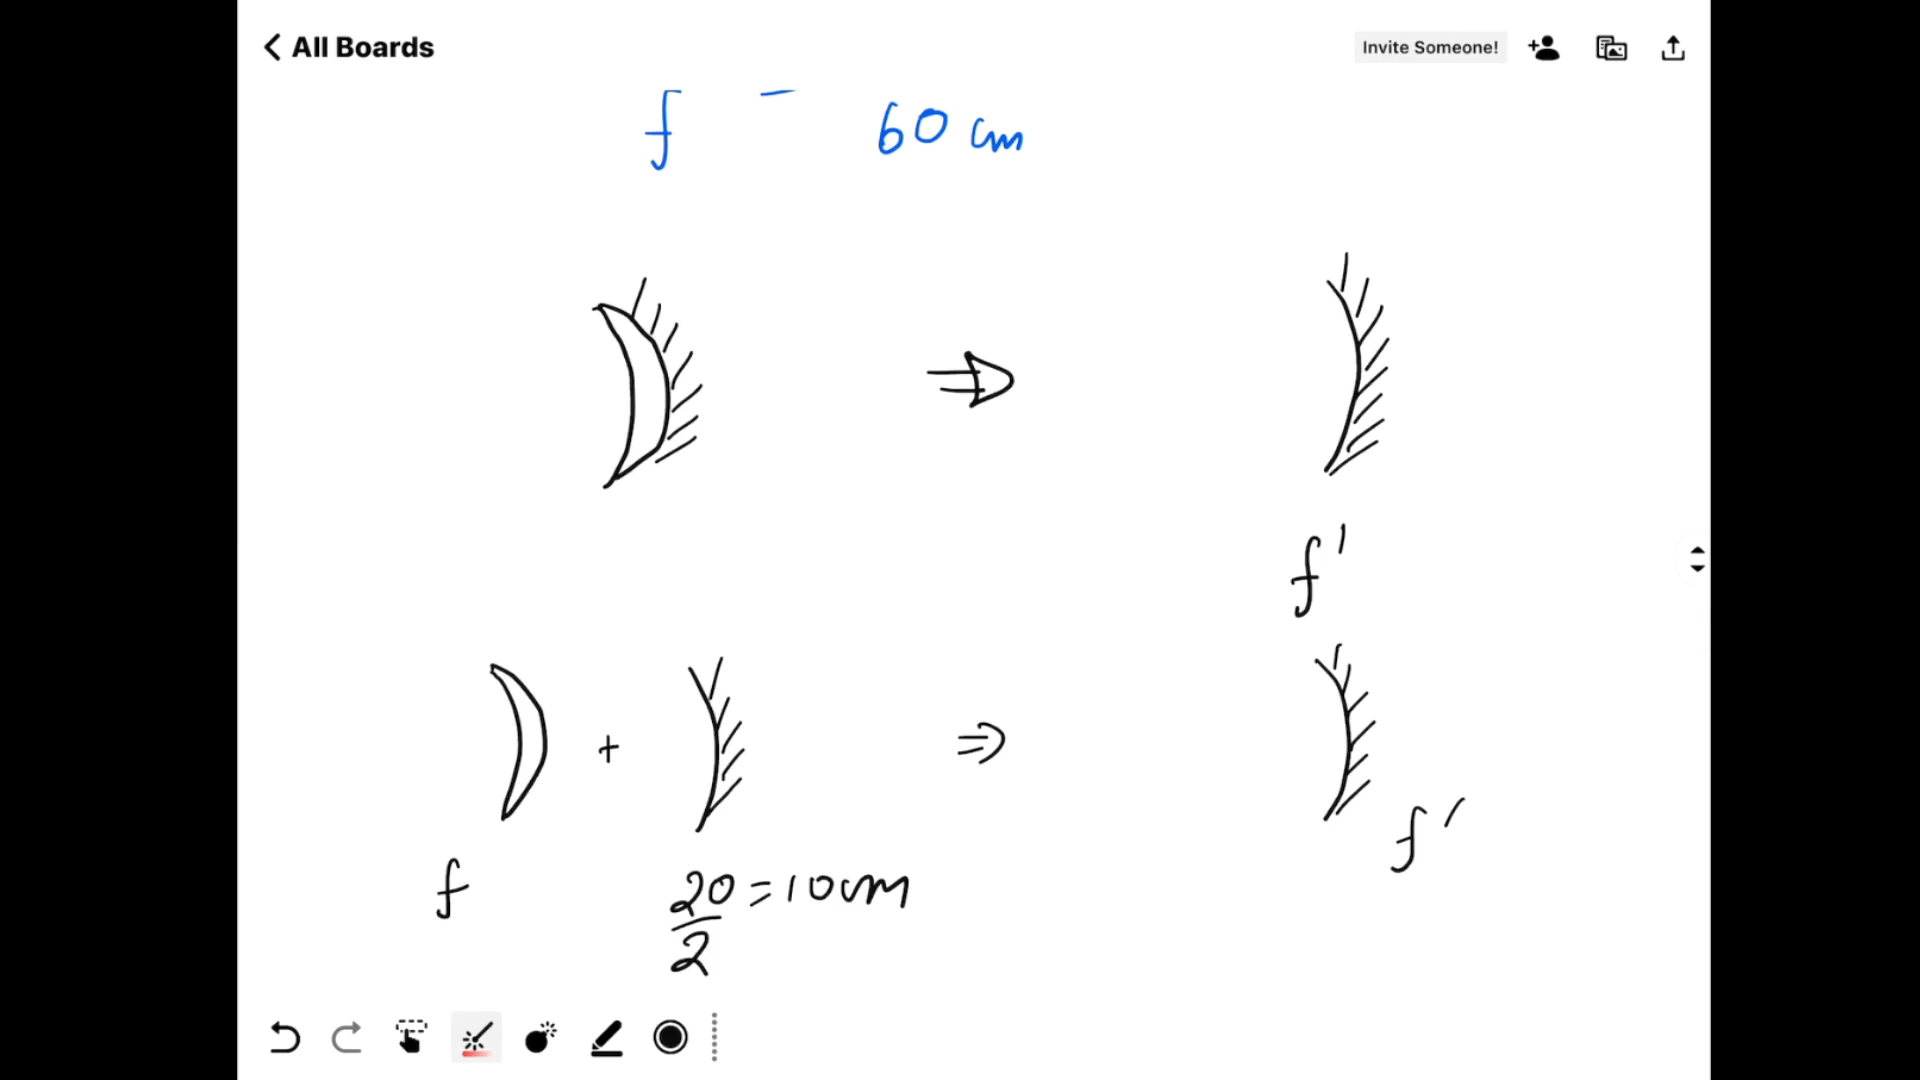 All Boards
Invite Someone!
f − 60 cm
f'
+
f
20/2 = 10cm
f'